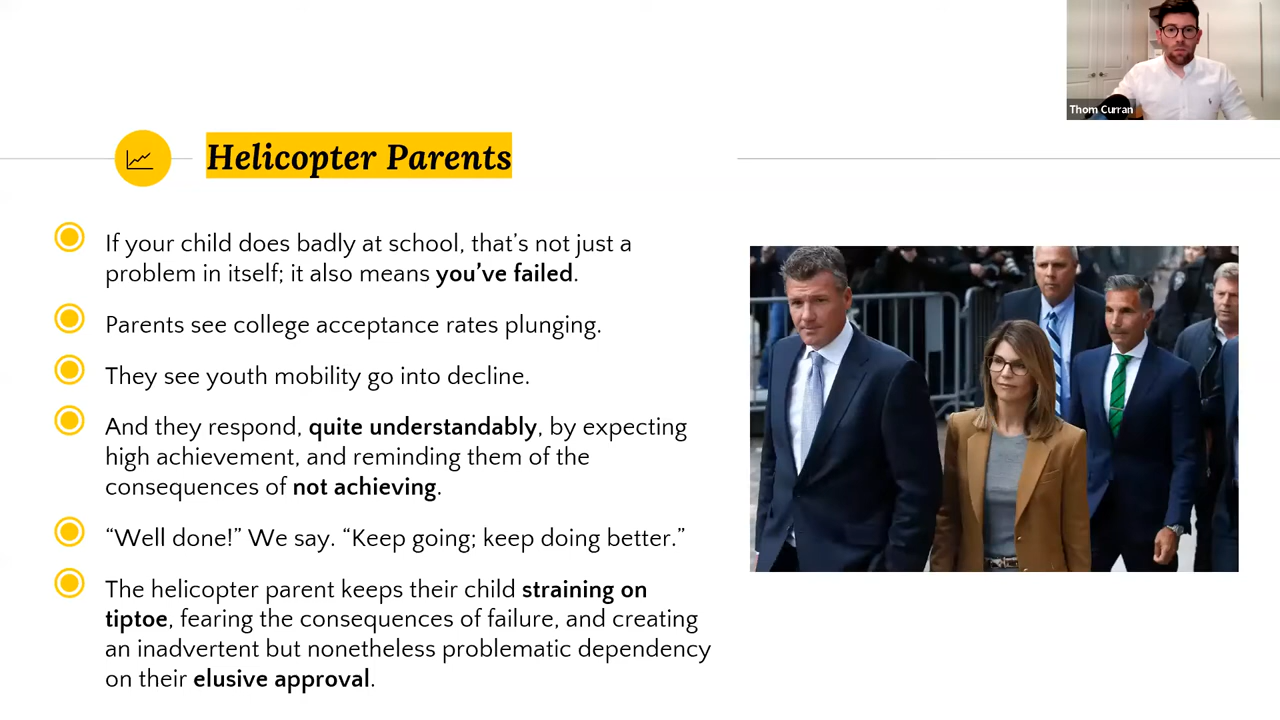 Thom Curran
Helicopter Parents
If your child does badly at school, that’s not just a
problem in itself; it also means you’ve failed.
Parents see college acceptance rates plunging.
They see youth mobility go into decline.
And they respond, quite understandably, by expecting
high achievement, and reminding them of the
consequences of not achieving.
“Well done!” We say. “Keep going; keep doing better.”
The helicopter parent keeps their child straining on
tiptoe, fearing the consequences of failure, and creating
an inadvertent but nonetheless problematic dependency
on their elusive approval.